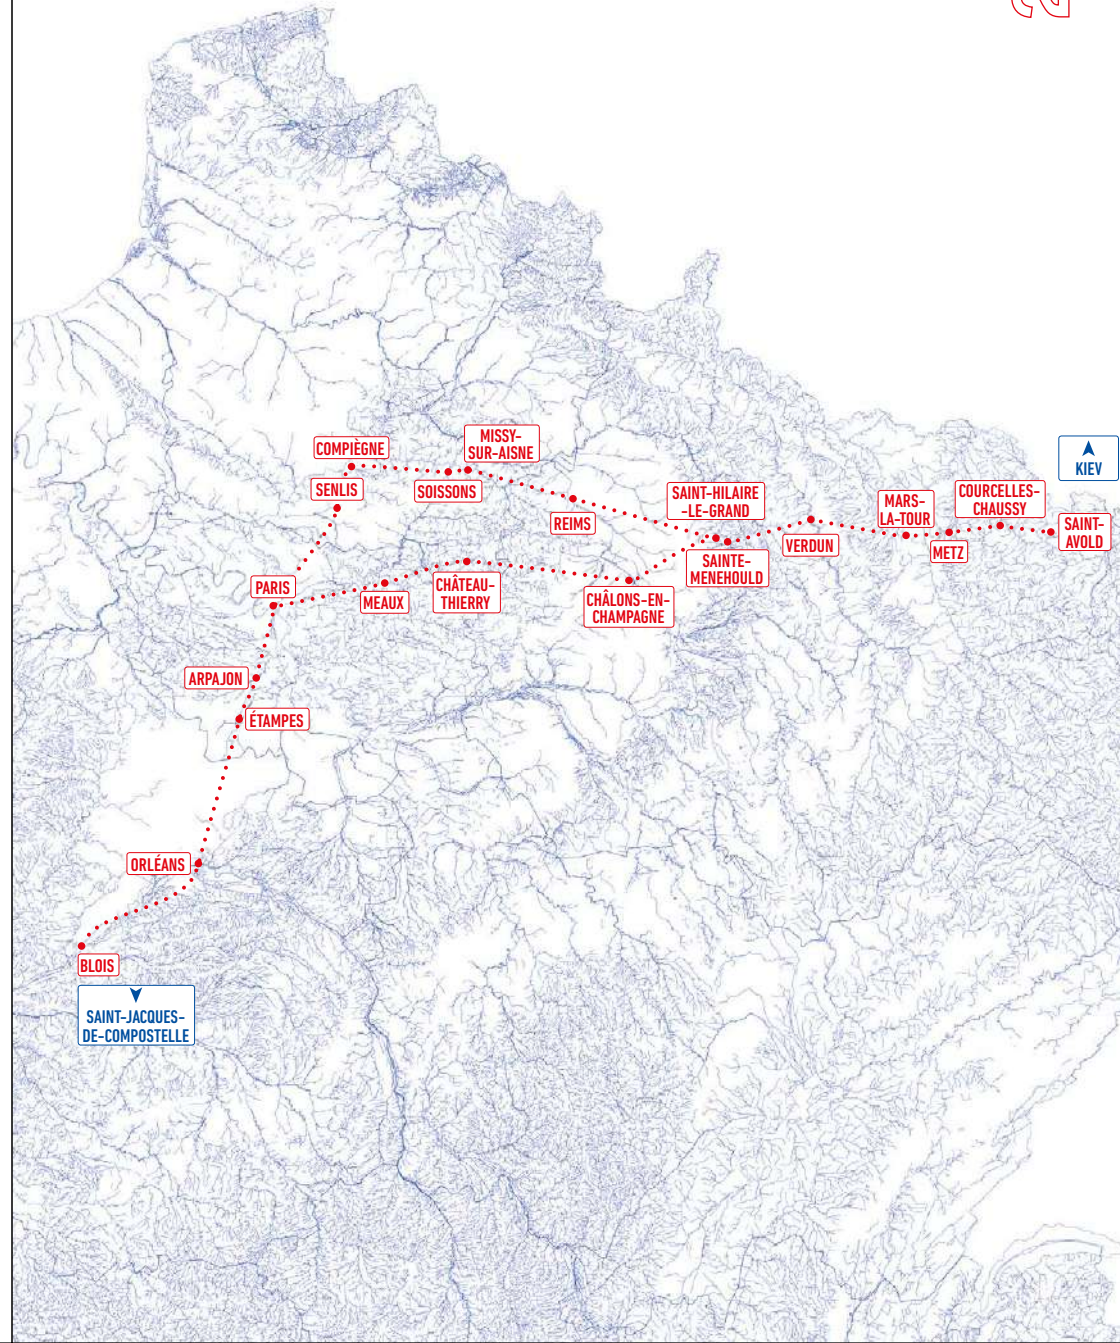 COMPIÈGNE
MISSY-
SUR-AISNE
KIEV
SENLIS
SOISSONS
REIMS
SAINT-HILAIRE
-LE-GRAND
MARS-
LA-TOUR
COURCELLES-
CHAUSSY
SAINT-
AVOLD
VERDUN
METZ
SAINTE-
MENEHOULD
PARIS
MEAUX
CHÂTEAU-
THIERRY
CHÂLONS-EN-
CHAMPAGNE
ARPAJON
ÉTAMPES
ORLÉANS
BLOIS
SAINT-JACQUES-
DE-COMPOSTELLE